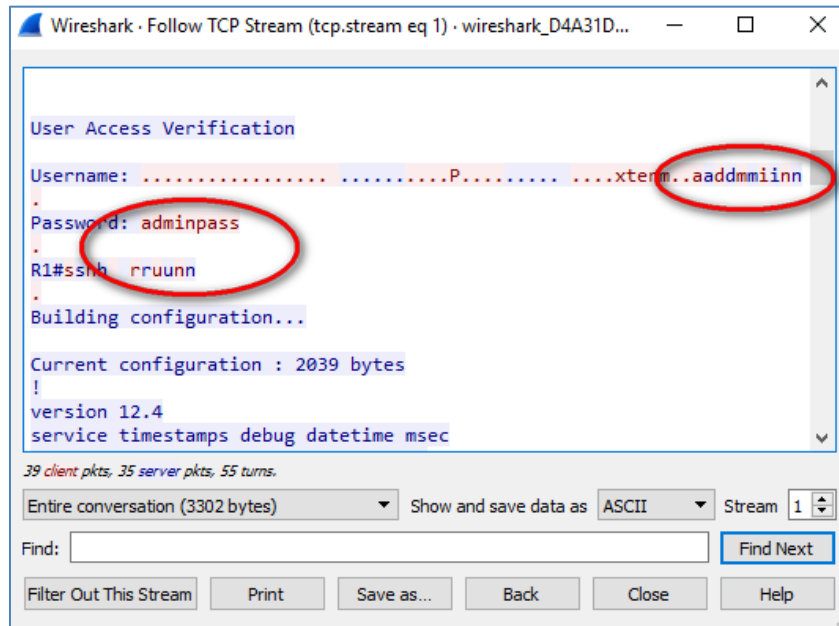 Wireshark · Follow TCP Stream (tcp.stream eq 1) · wireshark_D4A31D...
User Access Verification
Username: ................. ..........P......... ....xterm..aaddmmiinn
.
Password: adminpass
.
R1#sshh  rruunn
.
Building configuration...
Current configuration : 2039 bytes
!
version 12.4
service timestamps debug datetime msec
39 client pkts, 35 server pkts, 55 turns.
Entire conversation (3302 bytes) Show and save data as ASCII Stream 1
Find: Find Next
Filter Out This Stream Print Save as... Back Close Help